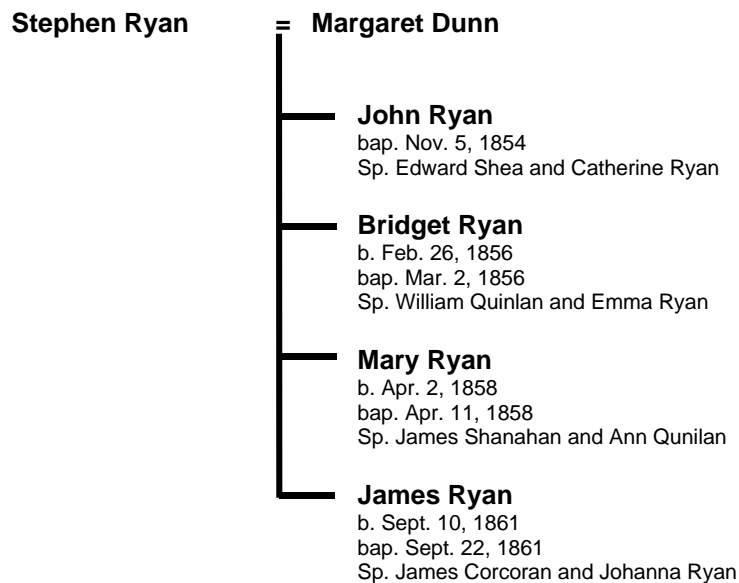 Stephen Ryan = Margaret Dunn
John Ryan
bap. Nov. 5, 1854
Sp. Edward Shea and Catherine Ryan
Bridget Ryan
b. Feb. 26, 1856
bap. Mar. 2, 1856
Sp. William Quinlan and Emma Ryan
Mary Ryan
b. Apr. 2, 1858
bap. Apr. 11, 1858
Sp. James Shanahan and Ann Qunilan
James Ryan
b. Sept. 10, 1861
bap. Sept. 22, 1861
Sp. James Corcoran and Johanna Ryan